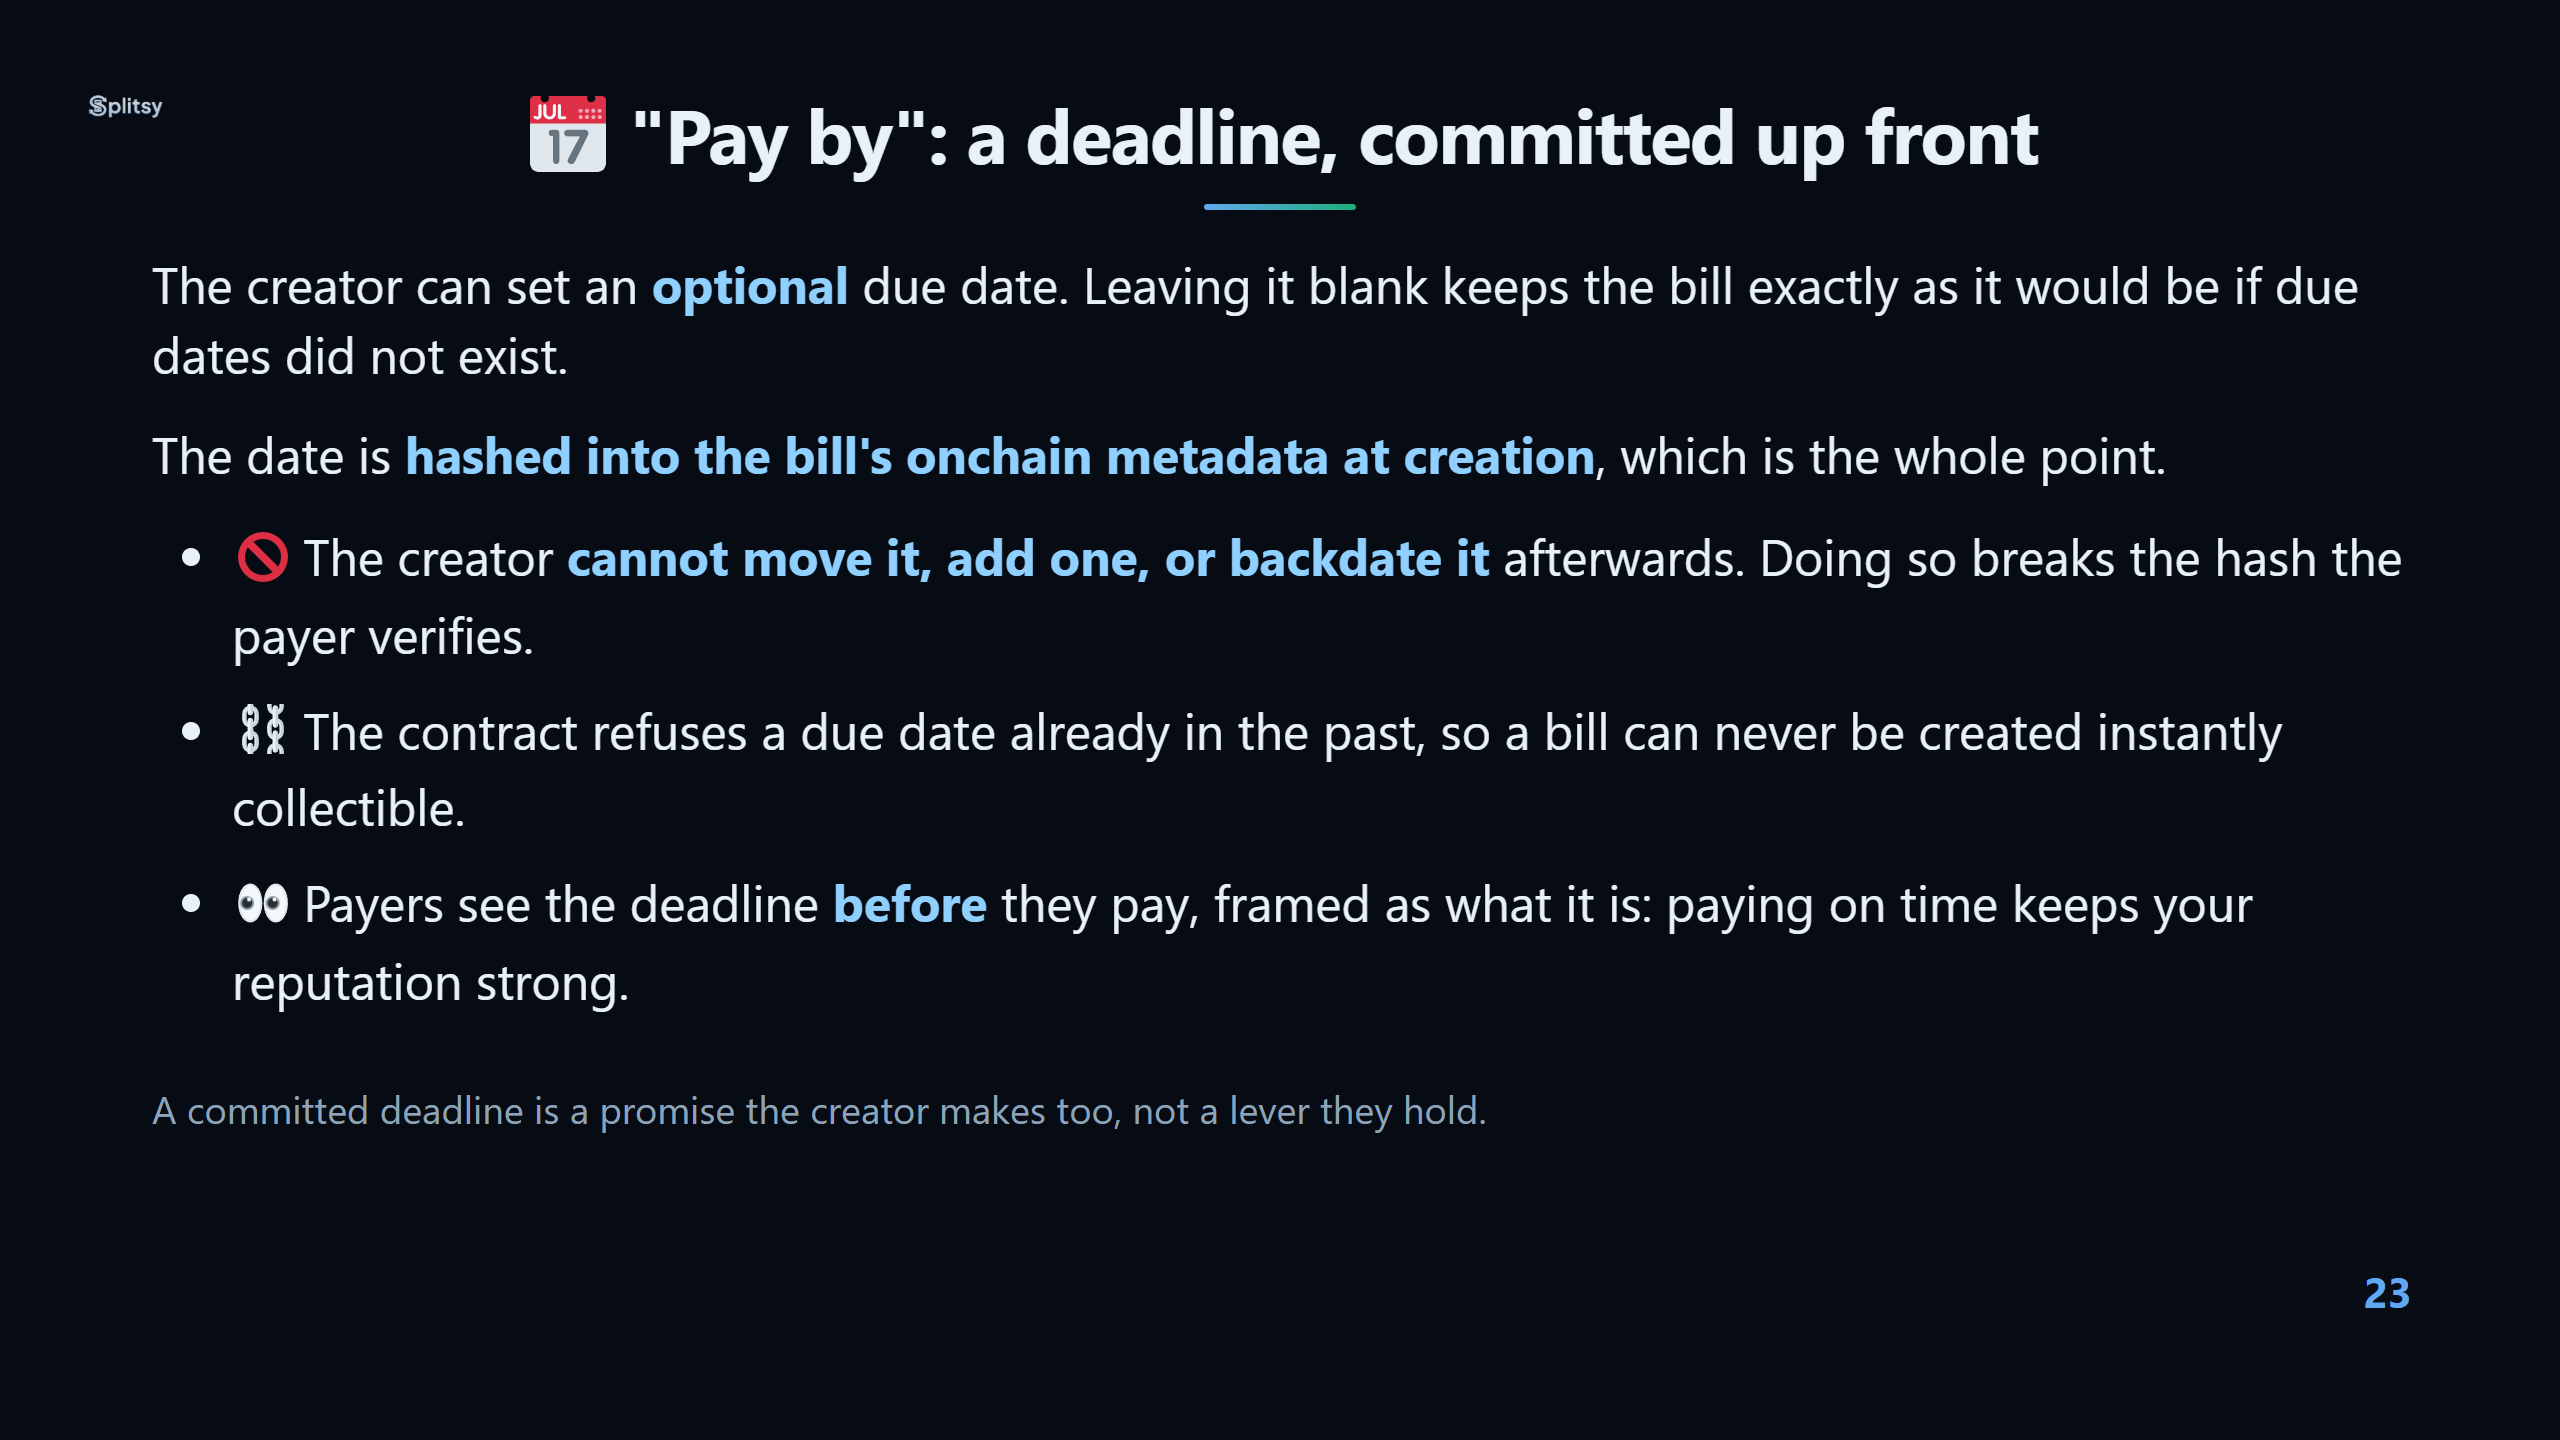 Splitsy
JUL
17
"Pay by": a deadline, committed up front
The creator can set an optional due date. Leaving it blank keeps the bill exactly as it would be if due
dates did not exist.
The date is hashed into the bill's onchain metadata at creation, which is the whole point.
• 🚫 The creator cannot move it, add one, or backdate it afterwards. Doing so breaks the hash the
payer verifies.
• ⛓️ The contract refuses a due date already in the past, so a bill can never be created instantly
collectible.
• 👀 Payers see the deadline before they pay, framed as what it is: paying on time keeps your
reputation strong.
A committed deadline is a promise the creator makes too, not a lever they hold.
23